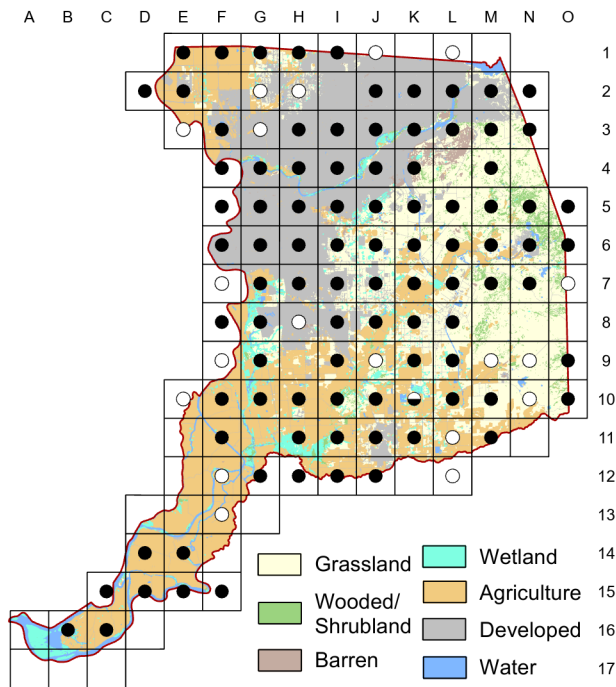 A B C D E F G H I J K L M N O
1
2
3
4
5
6
7
8
9
10
11
12
13
14
15
16
17
Grassland
Wooded/
Shrubland
Barren
Wetland
Agriculture
Developed
Water